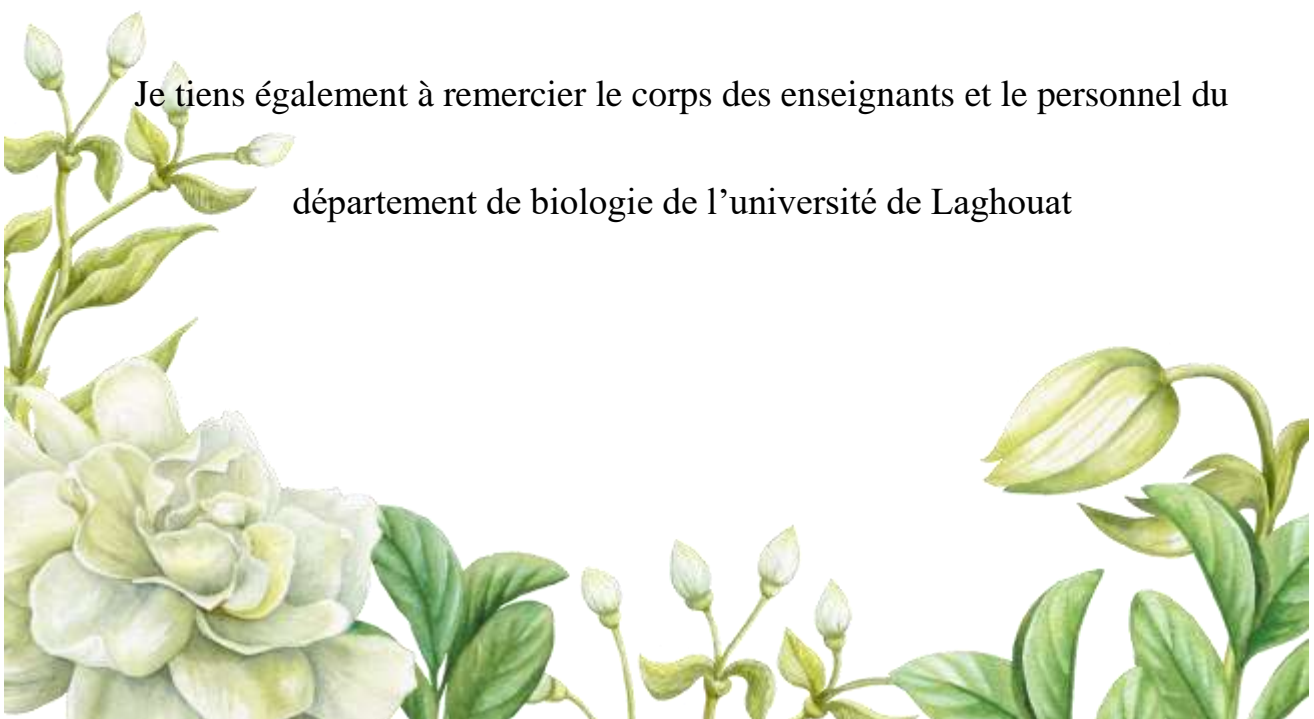 Je tiens également à remercier le corps des enseignants et le personnel du
département de biologie de l’université de Laghouat